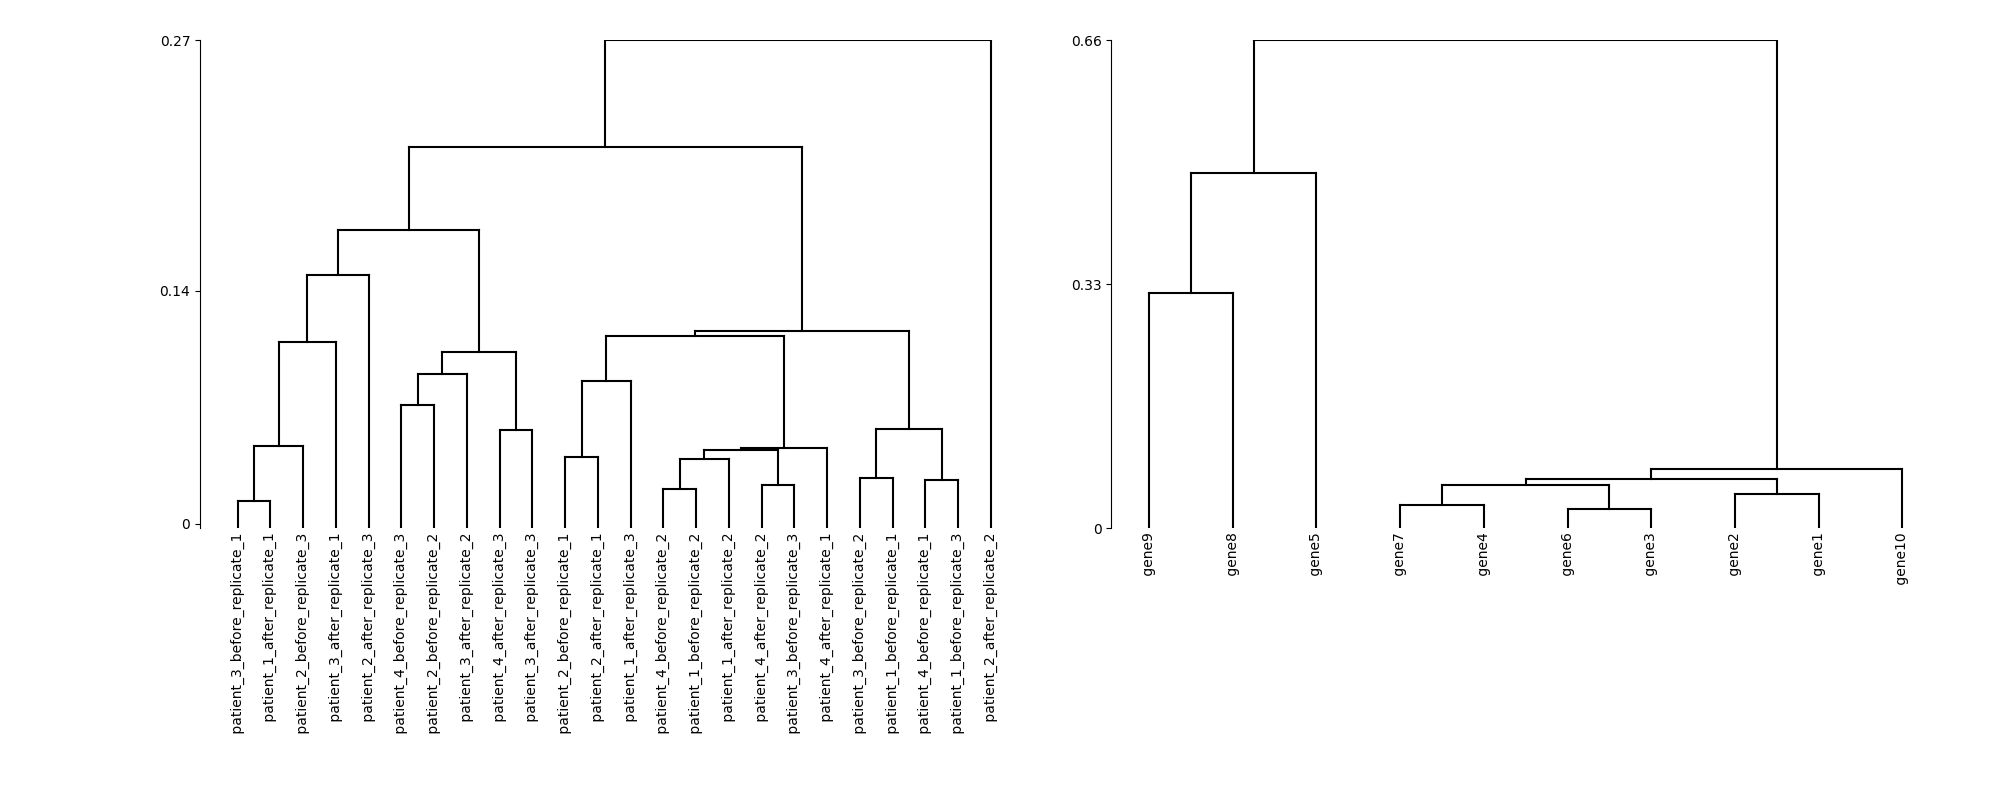 0.27
0.14
0
patient_3_before_replicate_1
patient_1_after_replicate_1
patient_2_before_replicate_3
patient_3_after_replicate_1
patient_2_after_replicate_3
patient_4_before_replicate_3
patient_2_before_replicate_2
patient_3_after_replicate_2
patient_4_after_replicate_3
patient_3_after_replicate_3
patient_2_before_replicate_1
patient_2_after_replicate_1
patient_1_after_replicate_3
patient_4_before_replicate_2
patient_1_before_replicate_2
patient_1_after_replicate_2
patient_4_after_replicate_2
patient_3_before_replicate_3
patient_4_after_replicate_1
patient_3_before_replicate_2
patient_1_before_replicate_1
patient_4_before_replicate_1
patient_1_before_replicate_3
patient_2_after_replicate_2
0.66
0.33
0
gene9
gene8
gene5
gene7
gene4
gene6
gene3
gene2
gene1
gene10